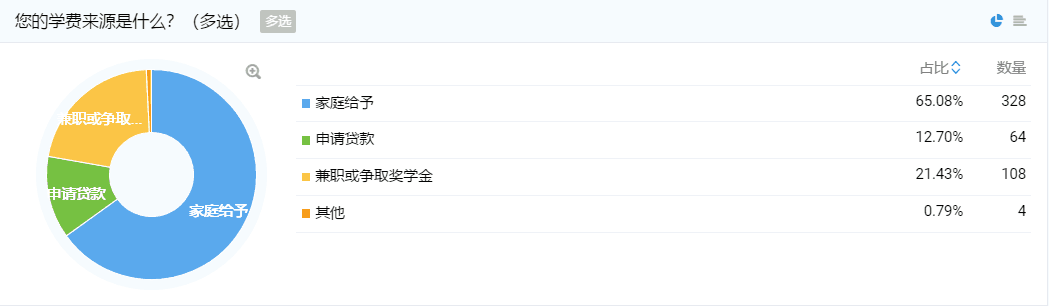 您的学费来源是什么？（多选） 多选
占比 数量
家庭给予 65.08% 328
申请贷款 12.70% 64
兼职或争取奖学金 21.43% 108
其他 0.79% 4
兼职或争取...
申请贷款
家庭给予